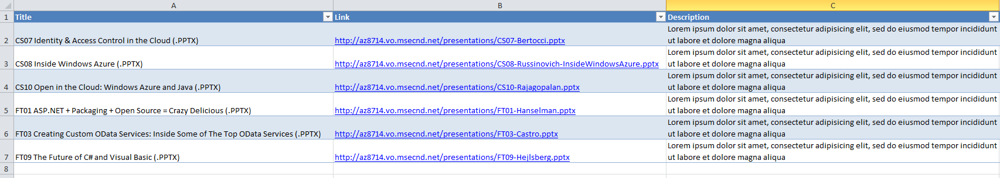 A B C
1 Title Link Description
Lorem ipsum dolor sit amet, consectetur adipisicing elit, sed do eiusmod tempor incididunt
2 CS07 Identity & Access Control in the Cloud (.PPTX) http://az8714.vo.msecnd.net/presentations/CS07-Bertocci.pptx ut labore et dolore magna aliqua
Lorem ipsum dolor sit amet, consectetur adipisicing elit, sed do eiusmod tempor incididunt
3 CS08 Inside Windows Azure (.PPTX) http://az8714.vo.msecnd.net/presentations/CS08-Russinovich-InsideWindowsAzure.pptx ut labore et dolore magna aliqua
Lorem ipsum dolor sit amet, consectetur adipisicing elit, sed do eiusmod tempor incididunt
4 CS10 Open in the Cloud: Windows Azure and Java (.PPTX) http://az8714.vo.msecnd.net/presentations/CS10-Rajagopalan.pptx ut labore et dolore magna aliqua
Lorem ipsum dolor sit amet, consectetur adipisicing elit, sed do eiusmod tempor incididunt
5 FT01 ASP.NET + Packaging + Open Source = Crazy Delicious (.PPTX) http://az8714.vo.msecnd.net/presentations/FT01-Hanselman.pptx ut labore et dolore magna aliqua
Lorem ipsum dolor sit amet, consectetur adipisicing elit, sed do eiusmod tempor incididunt
6 FT03 Creating Custom OData Services: Inside Some of The Top OData Services (.PPTX) http://az8714.vo.msecnd.net/presentations/FT03-Castro.pptx ut labore et dolore magna aliqua
Lorem ipsum dolor sit amet, consectetur adipisicing elit, sed do eiusmod tempor incididunt
7 FT09 The Future of C# and Visual Basic (.PPTX) http://az8714.vo.msecnd.net/presentations/FT09-Hejlsberg.pptx ut labore et dolore magna aliqua
8